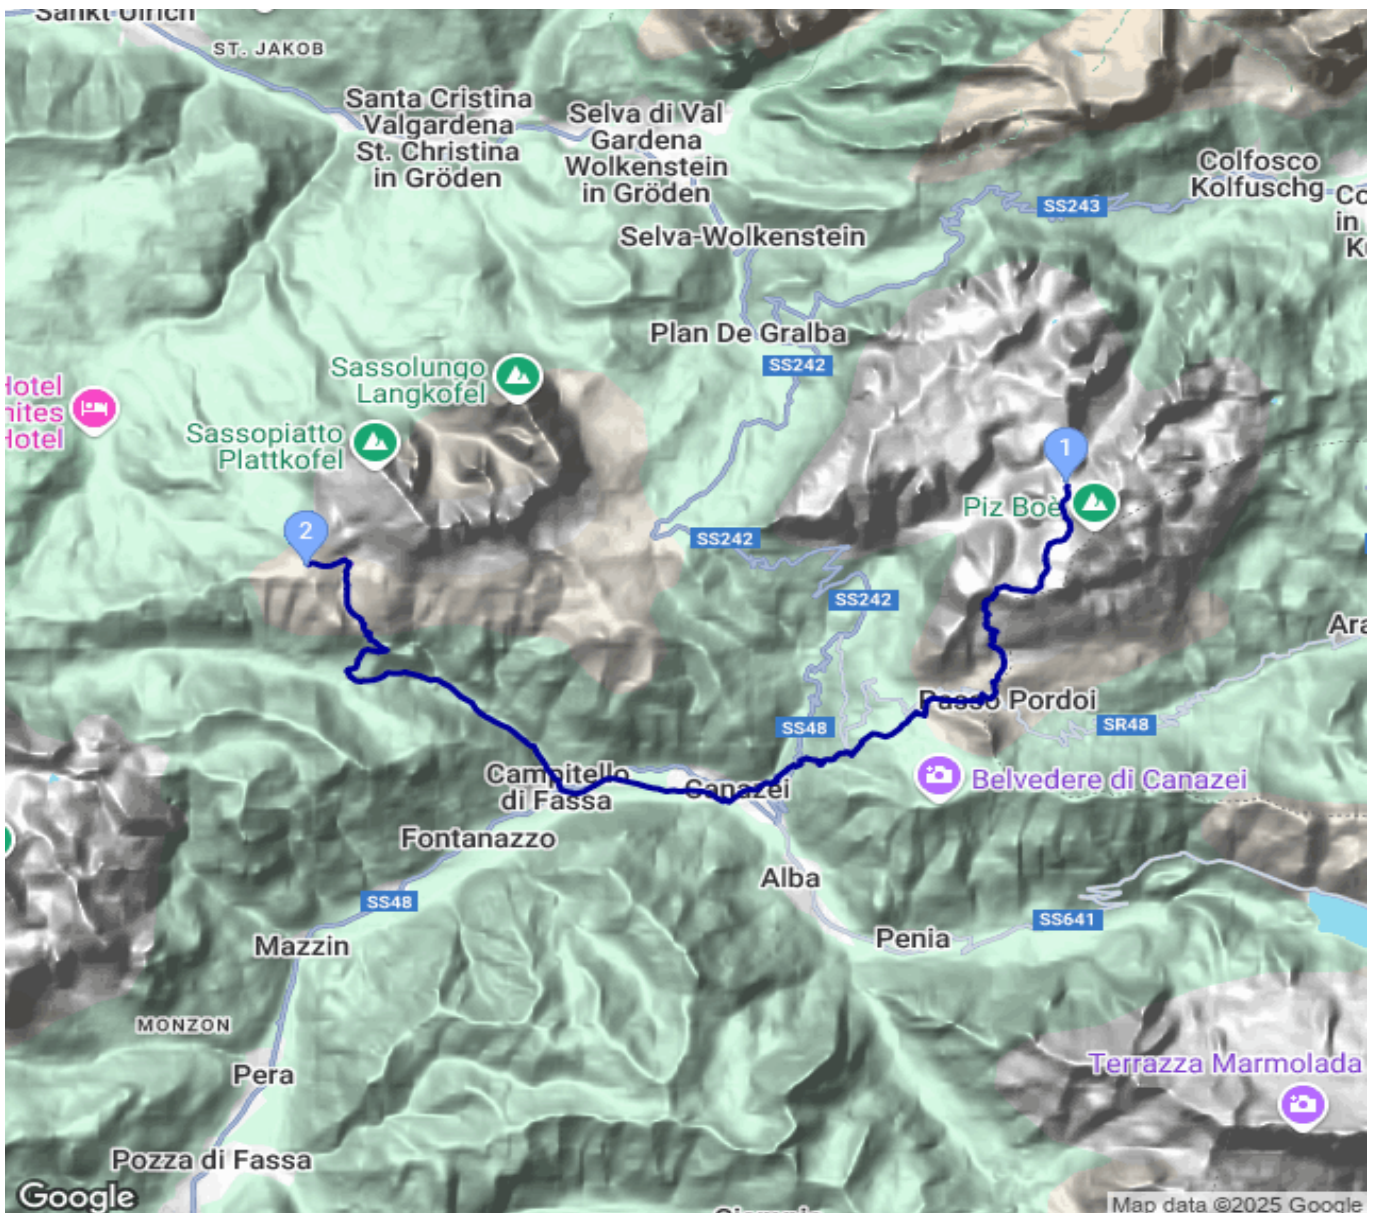 Sankt Ulrich
ST. JAKOB
Santa Cristina
Valgardena
St. Christina
in Gröden
Selva di Val
Gardena
Wolkenstein
in Gröden
Colfosco
Kolfuschg
in
SS243
Selva-Wolkenstein
Plan De Gralba
SS242
Sassolungo
Langkofel
Hotel
Hotel
Sassopiatto
Plattkofel
1
Piz Boè
2
SS242
SS242
Passo Pordoi
SR48
SS48
Campitello
di Fassa
Canazei
Belvedere di Canazei
Fontanazzo
Alba
SS48
SS641
Mazzin
Penia
MONZON
Pera
Terrazza Marmolada
Pozza di Fassa
Google
Map data ©2025 Google